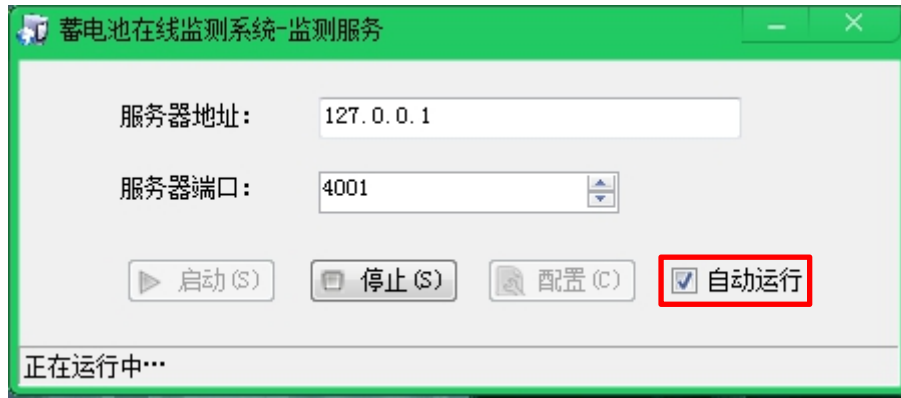 蓄电池在线监测系统-监测服务
服务器地址: 127.0.0.1
服务器端口: 4001
启动(S) 停止(S) 配置(C) 自动运行
正在运行中…